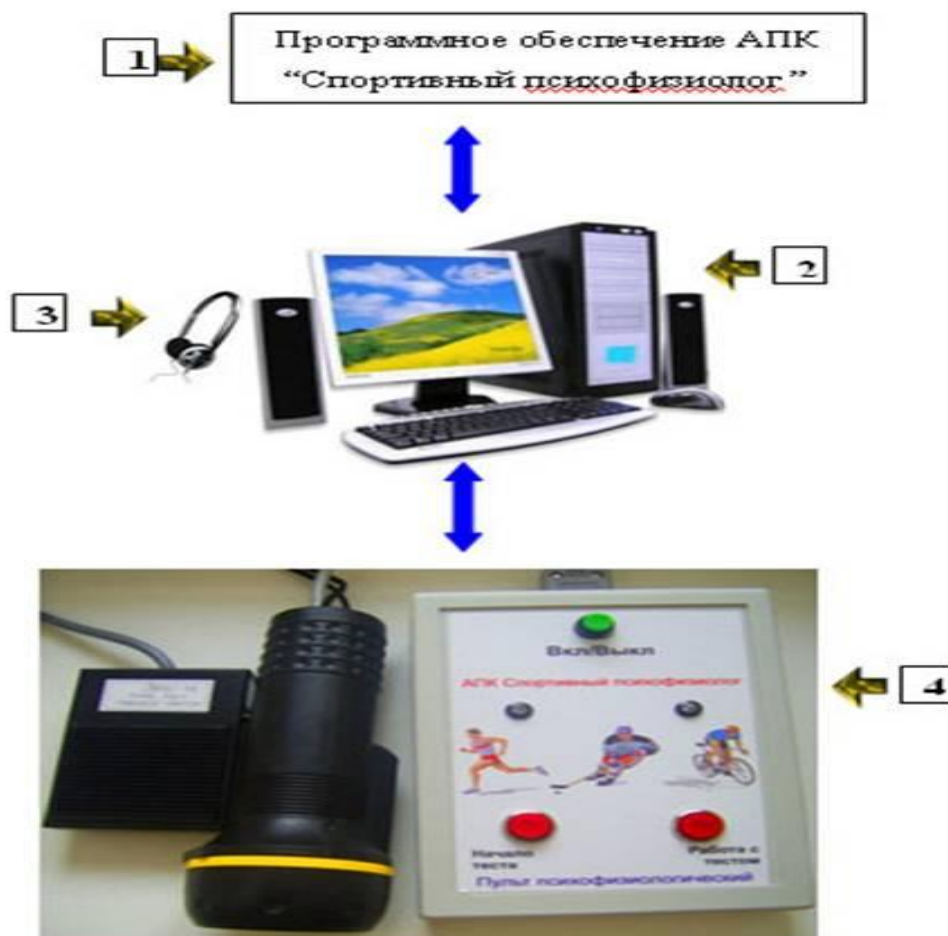 1
Программное обеспечение АПК
“Спортивный психофизиолог”
2
3
Вкл/Выкл
АПК Спортивный психофизиолог
4
Начало
теста
Работа с
тестом
Пульт психофизиологический